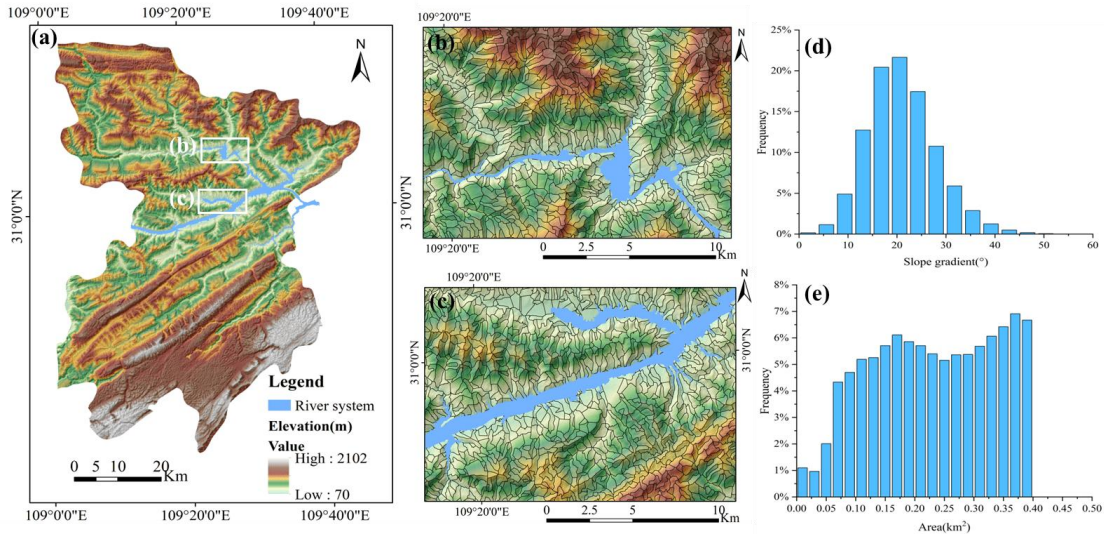 109°0'0"E 109°20'0"E 109°40'0"E
(a)
N
(b)
(c)
31°0'0"N
31°0'0"N
Legend
River system
Elevation(m)
Value
High : 2102
Low : 70
0 5 10 20
Km
109°0'0"E 109°20'0"E 109°40'0"E
109°20'0"E
(b)
N
109°20'0"E
0 5 10
Km
109°20'0"E
(c)
N
31°0'0"N
31°0'0"N
109°20'0"E
0 2.5 5 10
Km
(d)
25%
20%
15%
10%
5%
0%
Frequency
0 10 20 30 40 50 60
Slope gradient(°)
(e)
8%
7%
6%
5%
4%
3%
2%
1%
0%
Frequency
0.00 0.05 0.10 0.15 0.20 0.25 0.30 0.35 0.40 0.45 0.50
Area(km²)